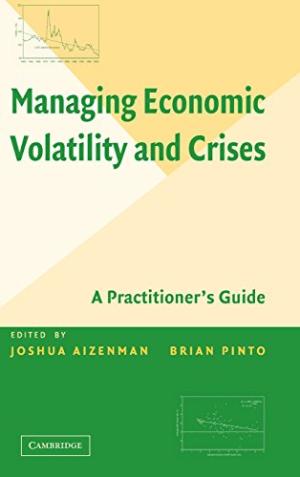 Managing Economic
Volatility and Crises
A Practitioner's Guide
EDITED BY
JOSHUA AIZENMAN BRIAN PINTO
CAMBRIDGE